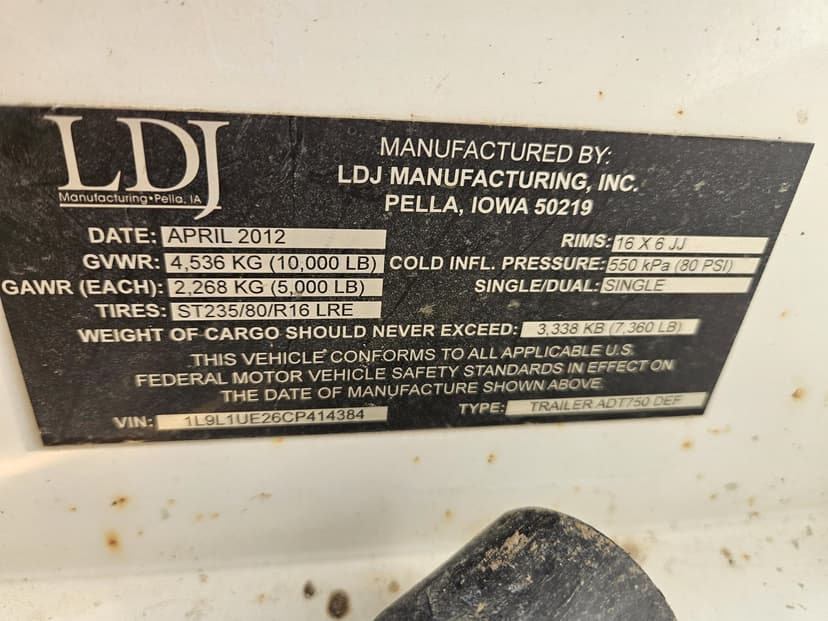 LDJ
Manufacturing•Pella, IA
MANUFACTURED BY:
LDJ MANUFACTURING, INC.
PELLA, IOWA 50219
DATE: APRIL 2012
RIMS: 16 X 6 JJ
GVWR: 4,536 KG (10,000 LB)
COLD INFL. PRESSURE: 550 kPa (80 PSI)
GAWR (EACH): 2,268 KG (5,000 LB)
SINGLE/DUAL: SINGLE
TIRES: ST235/80/R16 LRE
WEIGHT OF CARGO SHOULD NEVER EXCEED: 3,338 KB (7,360 LB)
THIS VEHICLE CONFORMS TO ALL APPLICABLE U.S.
FEDERAL MOTOR VEHICLE SAFETY STANDARDS IN EFFECT ON
THE DATE OF MANUFACTURE SHOWN ABOVE.
VIN: 1L9L1UE26CP414384
TYPE: TRAILER ADT750 DEF